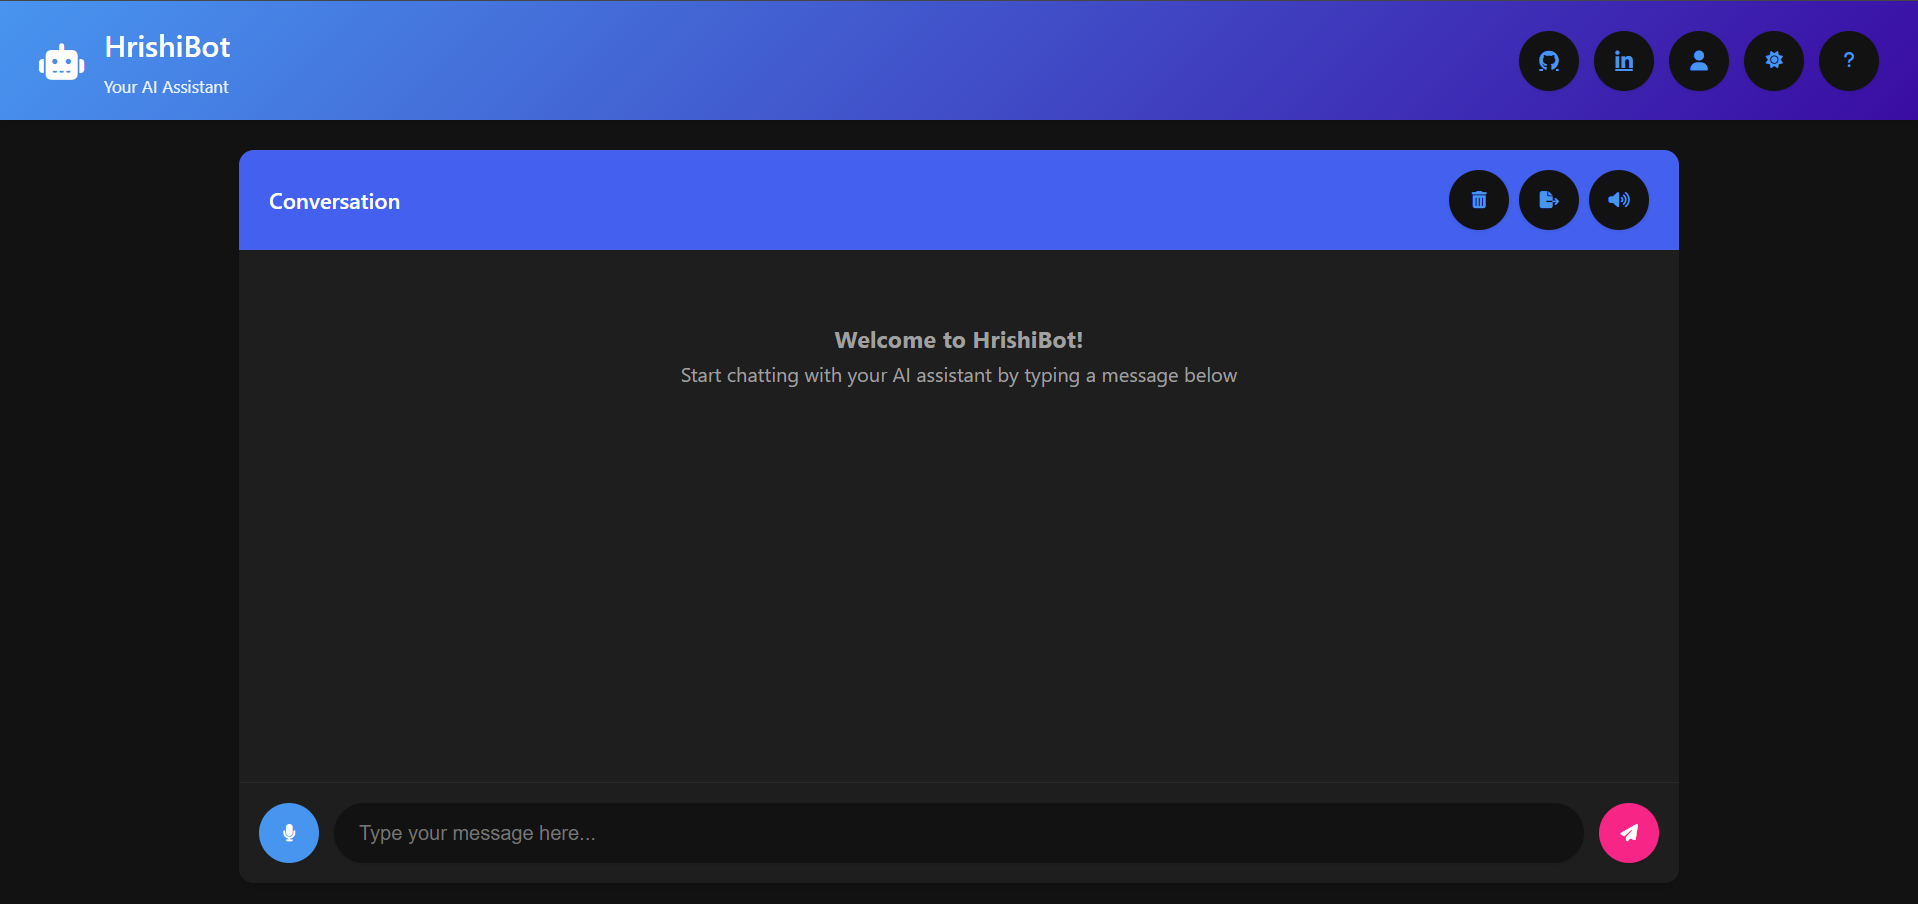 HrishiBot
Your AI Assistant
?
Conversation
Welcome to HrishiBot!
Start chatting with your AI assistant by typing a message below
Type your message here...